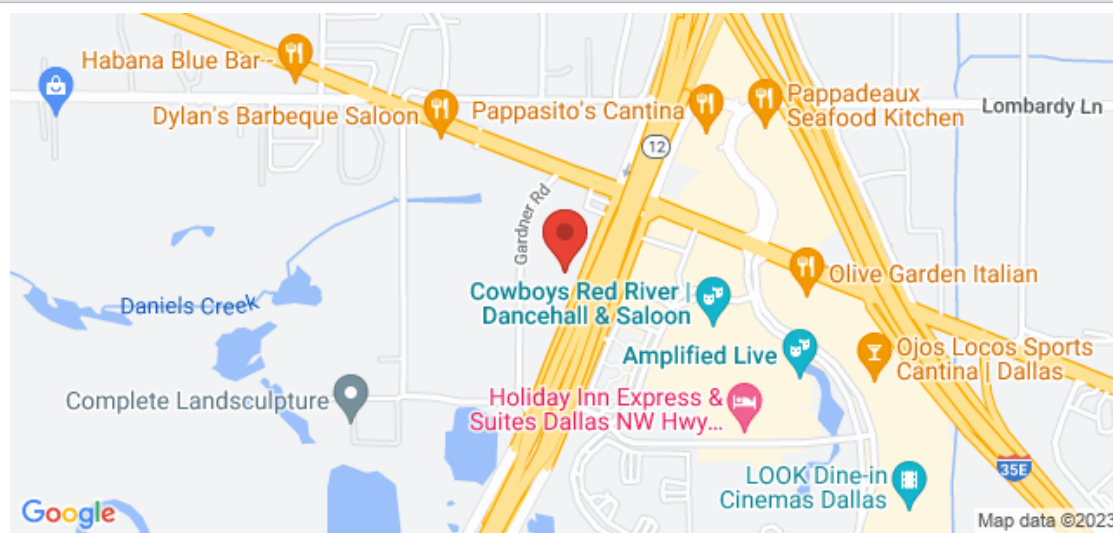 Habana Blue Bar
Dylan's Barbeque Saloon
Pappasito's Cantina
Pappadeaux
Seafood Kitchen
Lombardy Ln
12
Gardner Rd
Daniels Creek
Cowboys Red River |
Dancehall & Saloon
Olive Garden Italian
Amplified Live
Ojos Locos Sports
Cantina | Dallas
Complete Landsculpture
Holiday Inn Express &
Suites Dallas NW Hwy...
LOOK Dine-in
Cinemas Dallas
35E
Google
Map data ©2023